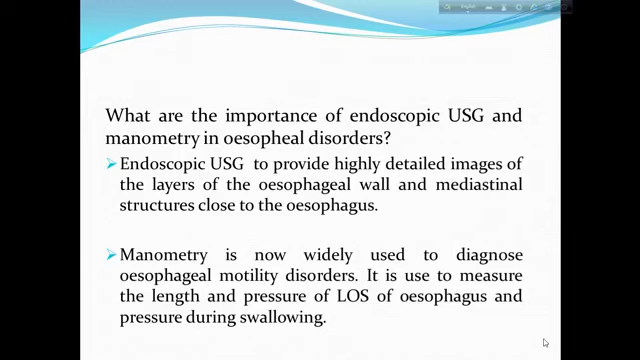 English
What are the importance of endoscopic USG and
manometry in oesopheal disorders?
Endoscopic USG to provide highly detailed images of
the layers of the oesophageal wall and mediastinal
structures close to the oesophagus.
Manometry is now widely used to diagnose
oesophageal motility disorders. It is use to measure
the length and pressure of LOS of oesophagus and
pressure during swallowing.